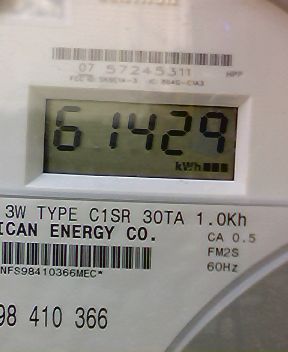 07 57245311 HPP
61429
kWh
3W TYPE C1SR 30TA 1.0Kh
ICAN ENERGY CO.
CA 0.5
FM2S
60Hz
NFS98410366MEC*
98 410 366